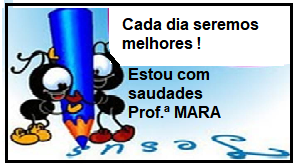 Cada dia seremos
melhores !
Estou com
saudades
Prof.ª MARA